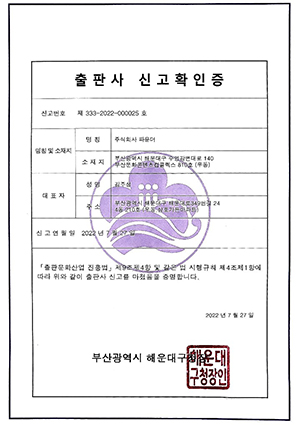 출판사 신고확인증
신고번호 제 333-2022-000025 호
명칭 및 소재지
명 칭 주식회사 파운더
소 재 지 부산광역시 해운대구 수영강변대로 140
부산문화콘텐츠컴플렉스 810호 (우동)
대 표 자
성 명 김주상
주 소 부산광역시 해운대구
신고연월일 2022 년 7 월 27 일
「출판문화산업 진흥법」 제9조제4항 및 같은 법 시행규칙 제4조제1항에
따라 위와 같이 출판사 신고를 마쳤음을 증명합니다.
2022 년 7 월 27 일
부산광역시 해운대구청장
해운대
구청장인